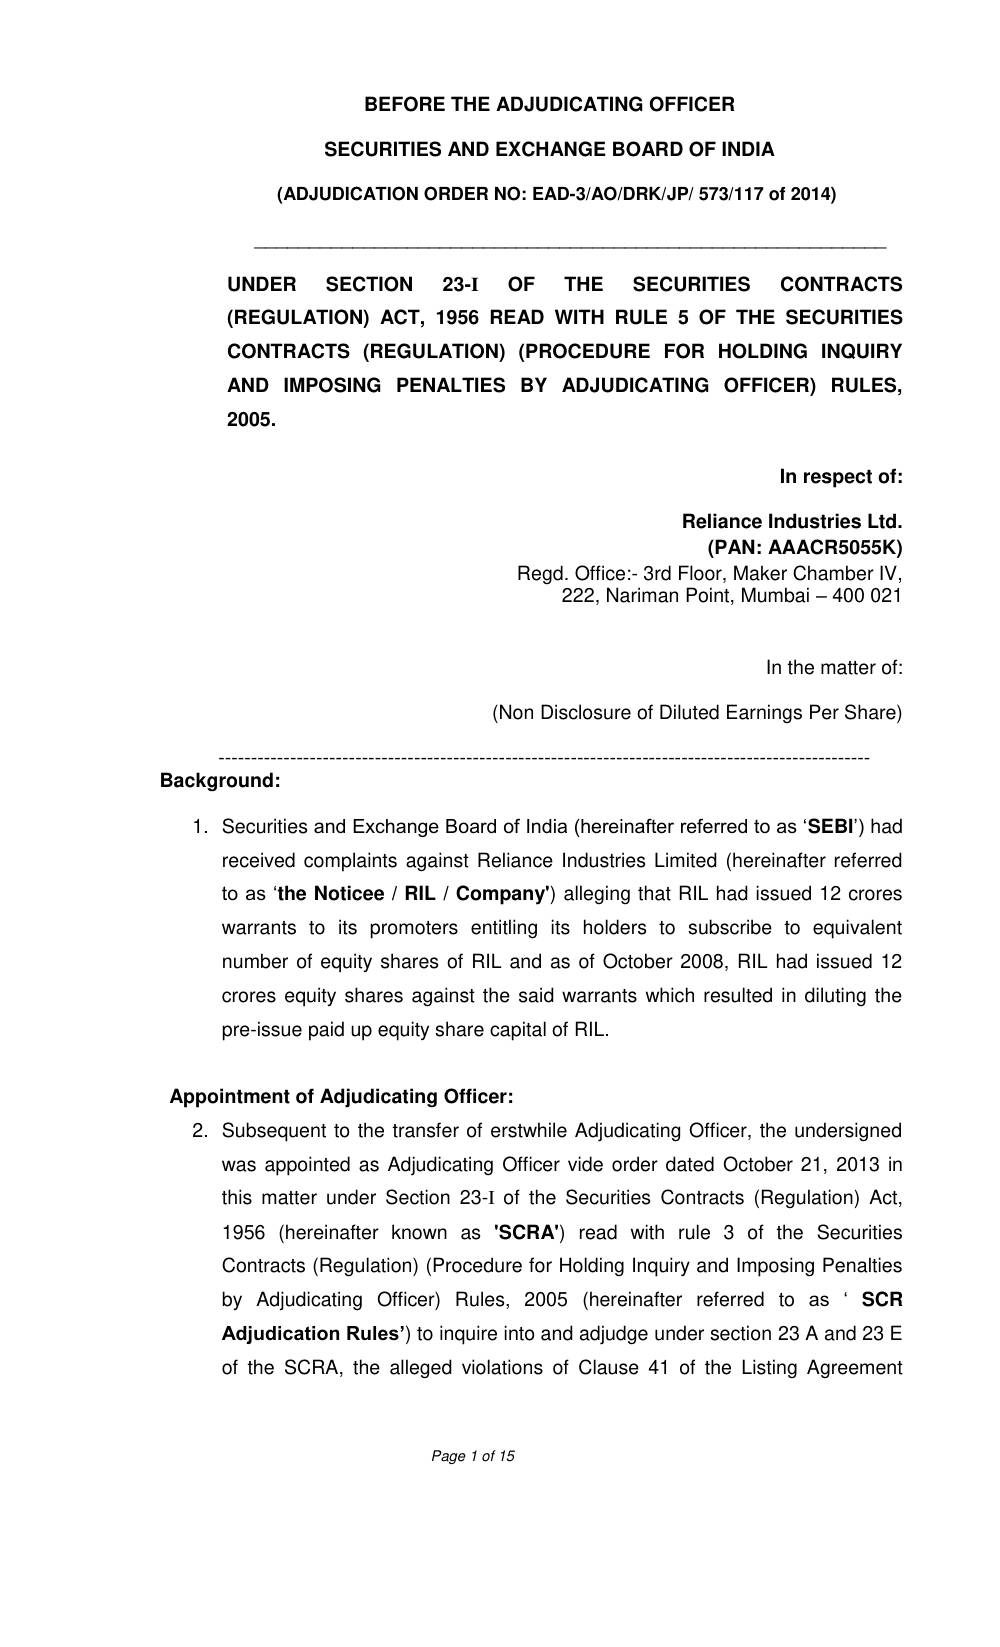 BEFORE THE ADJUDICATING OFFICER
SECURITIES AND EXCHANGE BOARD OF INDIA
(ADJUDICATION ORDER NO: EAD-3/AO/DRK/JP/ 573/117 of 2014)
UNDER SECTION 23-I OF THE SECURITIES CONTRACTS
(REGULATION) ACT, 1956 READ WITH RULE 5 OF THE SECURITIES
CONTRACTS (REGULATION) (PROCEDURE FOR HOLDING INQUIRY
AND IMPOSING PENALTIES BY ADJUDICATING OFFICER) RULES,
2005.
In respect of:
Reliance Industries Ltd.
(PAN: AAACR5055K)
Regd. Office:- 3rd Floor, Maker Chamber IV,
222, Nariman Point, Mumbai – 400 021
In the matter of:
(Non Disclosure of Diluted Earnings Per Share)
Background:
1. Securities and Exchange Board of India (hereinafter referred to as ‘SEBI’) had
received complaints against Reliance Industries Limited (hereinafter referred
to as ‘the Noticee / RIL / Company') alleging that RIL had issued 12 crores
warrants to its promoters entitling its holders to subscribe to equivalent
number of equity shares of RIL and as of October 2008, RIL had issued 12
crores equity shares against the said warrants which resulted in diluting the
pre-issue paid up equity share capital of RIL.
Appointment of Adjudicating Officer:
2. Subsequent to the transfer of erstwhile Adjudicating Officer, the undersigned
was appointed as Adjudicating Officer vide order dated October 21, 2013 in
this matter under Section 23-I of the Securities Contracts (Regulation) Act,
1956 (hereinafter known as 'SCRA') read with rule 3 of the Securities
Contracts (Regulation) (Procedure for Holding Inquiry and Imposing Penalties
by Adjudicating Officer) Rules, 2005 (hereinafter referred to as ‘ SCR
Adjudication Rules’) to inquire into and adjudge under section 23 A and 23 E
of the SCRA, the alleged violations of Clause 41 of the Listing Agreement
Page 1 of 15